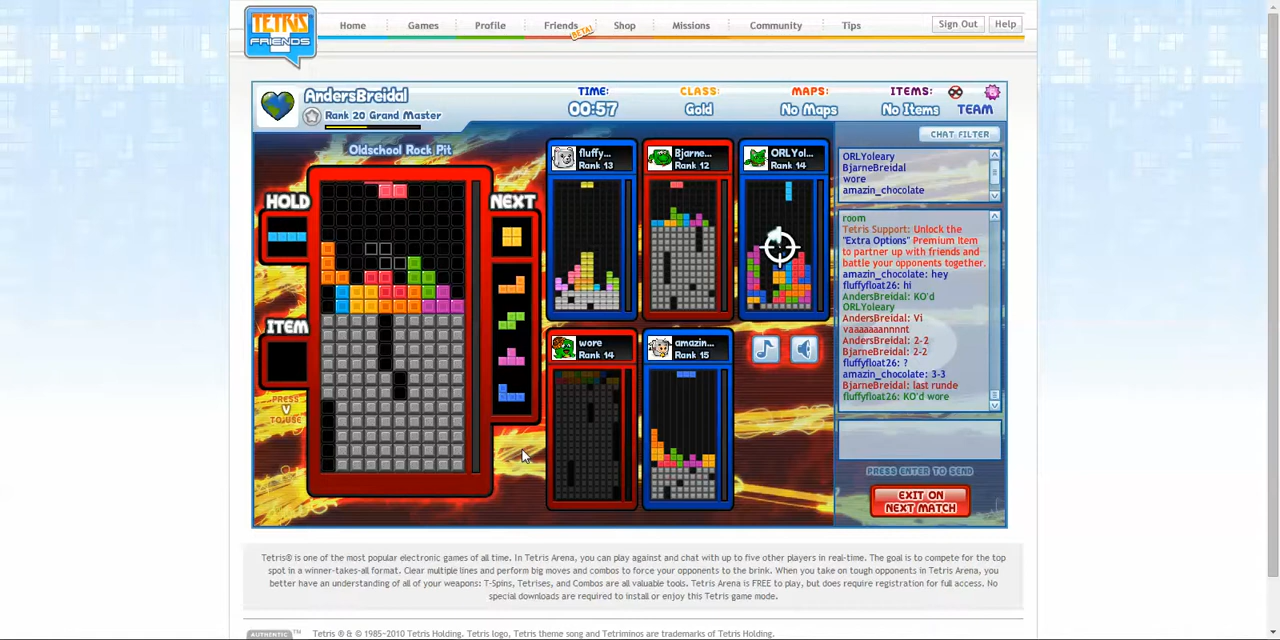 TETRIS
FRIENDS
Home
Games
Profile
Friends
BETA!
Shop
Missions
Community
Tips
Sign Out
Help
AndersBreidal
Rank 20 Grand Master
TIME:
00:57
CLASS:
Gold
MAPS:
No Maps
ITEMS:
No Items
TEAM
Oldschool Rock Pit
HOLD
ITEM
PRESS
V
TO USE
NEXT
fluffy...
Rank 13
Bjarne...
Rank 12
ORLYol...
Rank 14
wore
Rank 14
amazin...
Rank 15
CHAT FILTER
ORLYoleary
BjarneBreidal
wore
amazin_chocolate
room
Tetris Support: Unlock the
"Extra Options" Premium Item
to partner up with friends and
battle your opponents together.
amazin_chocolate: hey
fluffyfloat26: hi
AndersBreidal: KO'd
ORLYoleary
AndersBreidal: Vi
vaaaaaannnnt
AndersBreidal: 2-2
BjarneBreidal: 2-2
fluffyfloat26: ?
amazin_chocolate: 3-3
BjarneBreidal: last runde
fluffyfloat26: KO'd wore
PRESS ENTER TO SEND
EXIT ON
NEXT MATCH
Tetris® is one of the most popular electronic games of all time. In Tetris Arena, you can play against and chat with up to five other players in real-time. The goal is to compete for the top
spot in a winner-takes-all format. Clear multiple lines and perform big moves and combos to force your opponents to the brink. When you take on tough opponents in Tetris Arena, you
better have an understanding of all of your weapons: T-Spins, Tetrises, and Combos are all valuable tools. Tetris Arena is FREE to play, but does require registration for full access. No
special downloads are required to install or enjoy this Tetris game mode.
AUTHENTIC
Tetris ® & © 1985~2010 Tetris Holding. Tetris logo, Tetris theme song and Tetriminos are trademarks of Tetris Holding.